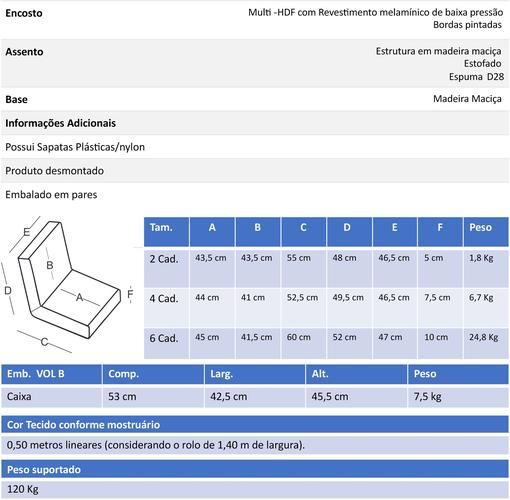 Encosto Multi -HDF com Revestimento melamínico de baixa pressão
Bordas pintadas
Assento Estrutura em madeira maciça
Estofado
Espuma D28
Base Madeira Maciça
Informações Adicionais
Possui Sapatas Plásticas/nylon
Produto desmontado
Embalado em pares
E
B
D
A
F
C
Tam. A B C D E F Peso
2 Cad. 43,5 cm 43,5 cm 55 cm 48 cm 46,5 cm 5 cm 1,8 Kg
4 Cad. 44 cm 41 cm 52,5 cm 49,5 cm 46,5 cm 7,5 cm 6,7 Kg
6 Cad. 45 cm 41,5 cm 60 cm 52 cm 47 cm 10 cm 24,8 Kg
Emb. VOL B Comp. Larg. Alt. Peso
Caixa 53 cm 42,5 cm 45,5 cm 7,5 kg
Cor Tecido conforme mostruário
0,50 metros lineares (considerando o rolo de 1,40 m de largura).
Peso suportado
120 Kg